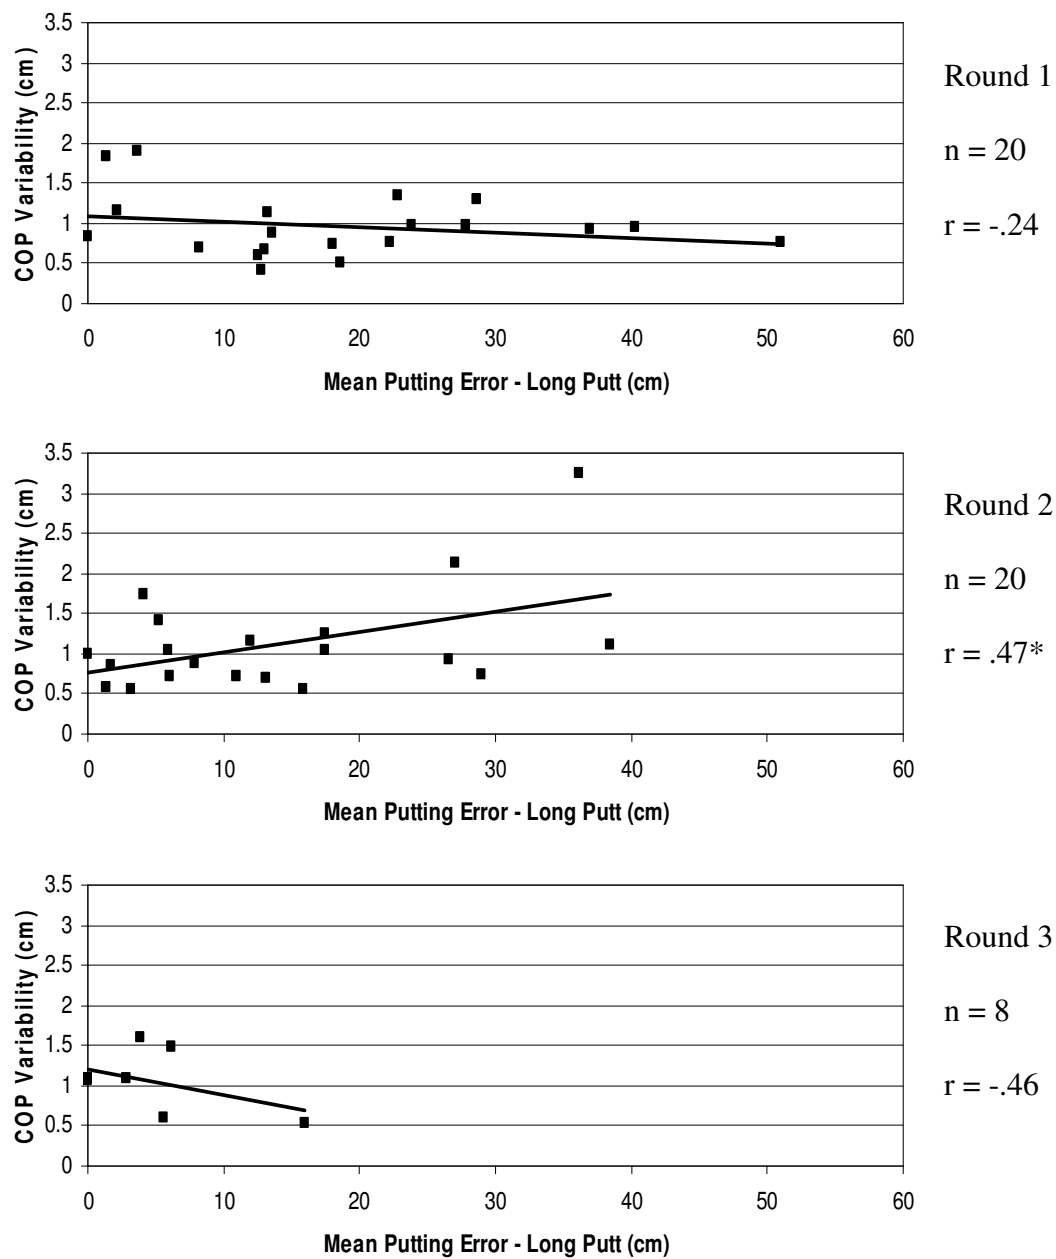 3.5
3
2.5
2
1.5
1
0.5
0
COP Variability (cm)
0 10 20 30 40 50 60
Mean Putting Error - Long Putt (cm)
Round 1
n = 20
r = -.24
3.5
3
2.5
2
1.5
1
0.5
0
COP Variability (cm)
0 10 20 30 40 50 60
Mean Putting Error - Long Putt (cm)
Round 2
n = 20
r = .47*
3.5
3
2.5
2
1.5
1
0.5
0
COP Variability (cm)
0 10 20 30 40 50 60
Mean Putting Error - Long Putt (cm)
Round 3
n = 8
r = -.46